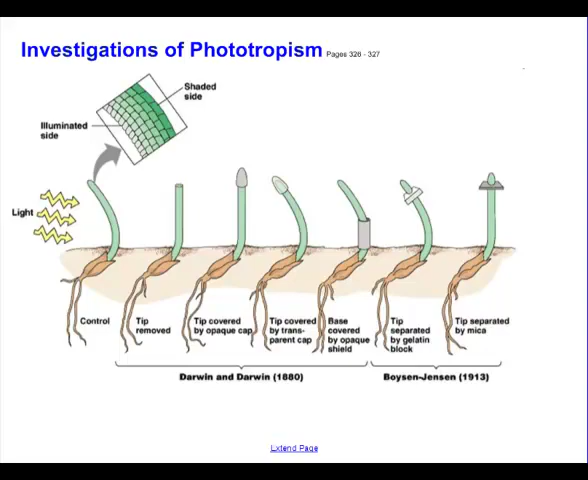 Investigations of Phototropism Pages 326 - 327
Shaded
side
Illuminated
side
Light
Control
Tip
removed
Tip covered
by opaque cap
Tip covered
by trans-
parent cap
Base
covered
by opaque
shield
Tip
separated
by gelatin
block
Tip separated
by mica
Darwin and Darwin (1880)
Boysen-Jensen (1913)
Extend Page